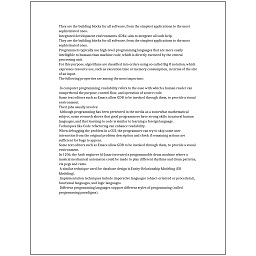 They are the building blocks for all software, from the simplest applications to the most
sophisticated ones.
Integrated development environments (IDEs) aim to integrate all such help.
They are the building blocks for all software, from the simplest applications to the most
sophisticated ones.
Programs to typically use high-level programming languages that are more easily
intelligible to humans than machine code, which is directly executed by the central
processing unit.
For this purpose, algorithms are classified into orders using so-called Big O notation, which
expresses resource use, such as execution time or memory consumption, in terms of the size
of an input.
The following properties are among the most important:
In computer programming, readability refers to the ease with which a human reader can
comprehend the purpose, control flow, and operation of source code.
Some text editors such as Emacs allow GDB to be invoked through them, to provide a visual
environment.
Their jobs usually involve:
Although programming has been presented in the media as a somewhat mathematical
subject, some research shows that good programmers have strong skills in natural human
languages, and that learning to code is similar to learning a foreign language.
Techniques like Code refactoring can enhance readability.
When debugging the problem in a GUI, the programmer can try to skip some user
interaction from the original problem description and check if remaining actions are
sufficient for bugs to appear.
Some text editors such as Emacs allow GDB to be invoked through them, to provide a visual
environment.
In 1206, the Arab engineer Al-Jazari invented a programmable drum machine where a
musical mechanical automaton could be made to play different rhythms and drum patterns,
via pegs and cams.
A similar technique used for database design is Entity-Relationship Modeling (ER
Modeling).
Implementation techniques include imperative languages (object-oriented or procedural),
functional languages, and logic languages.
Different programming languages support different styles of programming (called
programming paradigms).